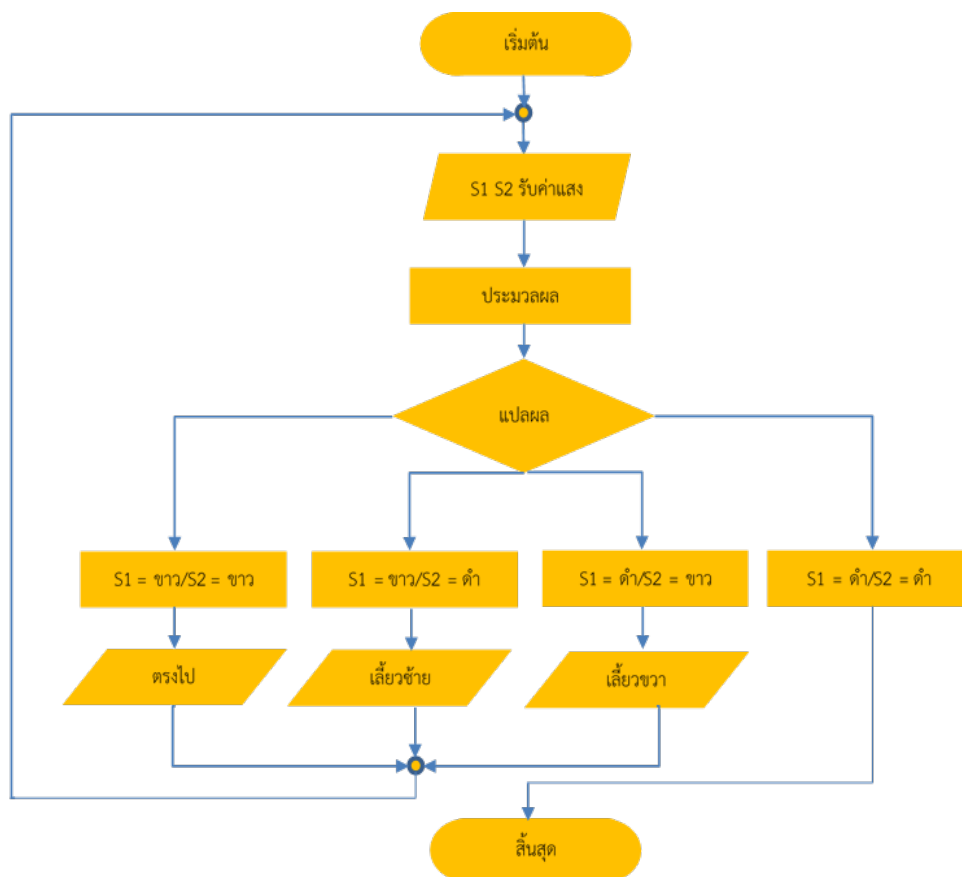 เริ่มต้น
S1 S2 รับค่าแสง
ประมวลผล
แปลผล
S1 = ขาว/S2 = ขาว
S1 = ขาว/S2 = ดำ
S1 = ดำ/S2 = ขาว
S1 = ดำ/S2 = ดำ
ตรงไป
เลี้ยวซ้าย
เลี้ยวขวา
สิ้นสุด